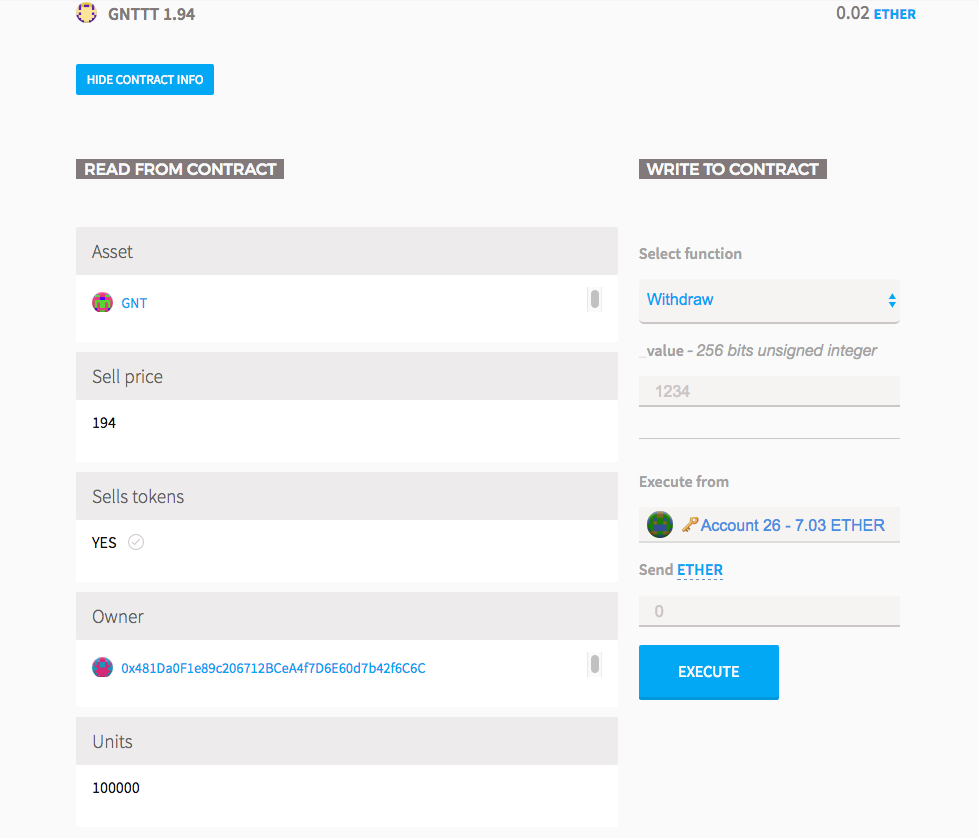 GNTTT 1.94
0.02 ETHER
HIDE CONTRACT INFO
READ FROM CONTRACT
Asset
GNT
Sell price
194
Sells tokens
YES
Owner
0x481Da0F1e89c206712BCeA4f7D6E60d7b42f6C6C
Units
100000
WRITE TO CONTRACT
Select function
Withdraw
_value - 256 bits unsigned integer
1234
Execute from
Account 26 - 7.03 ETHER
Send ETHER
0
EXECUTE